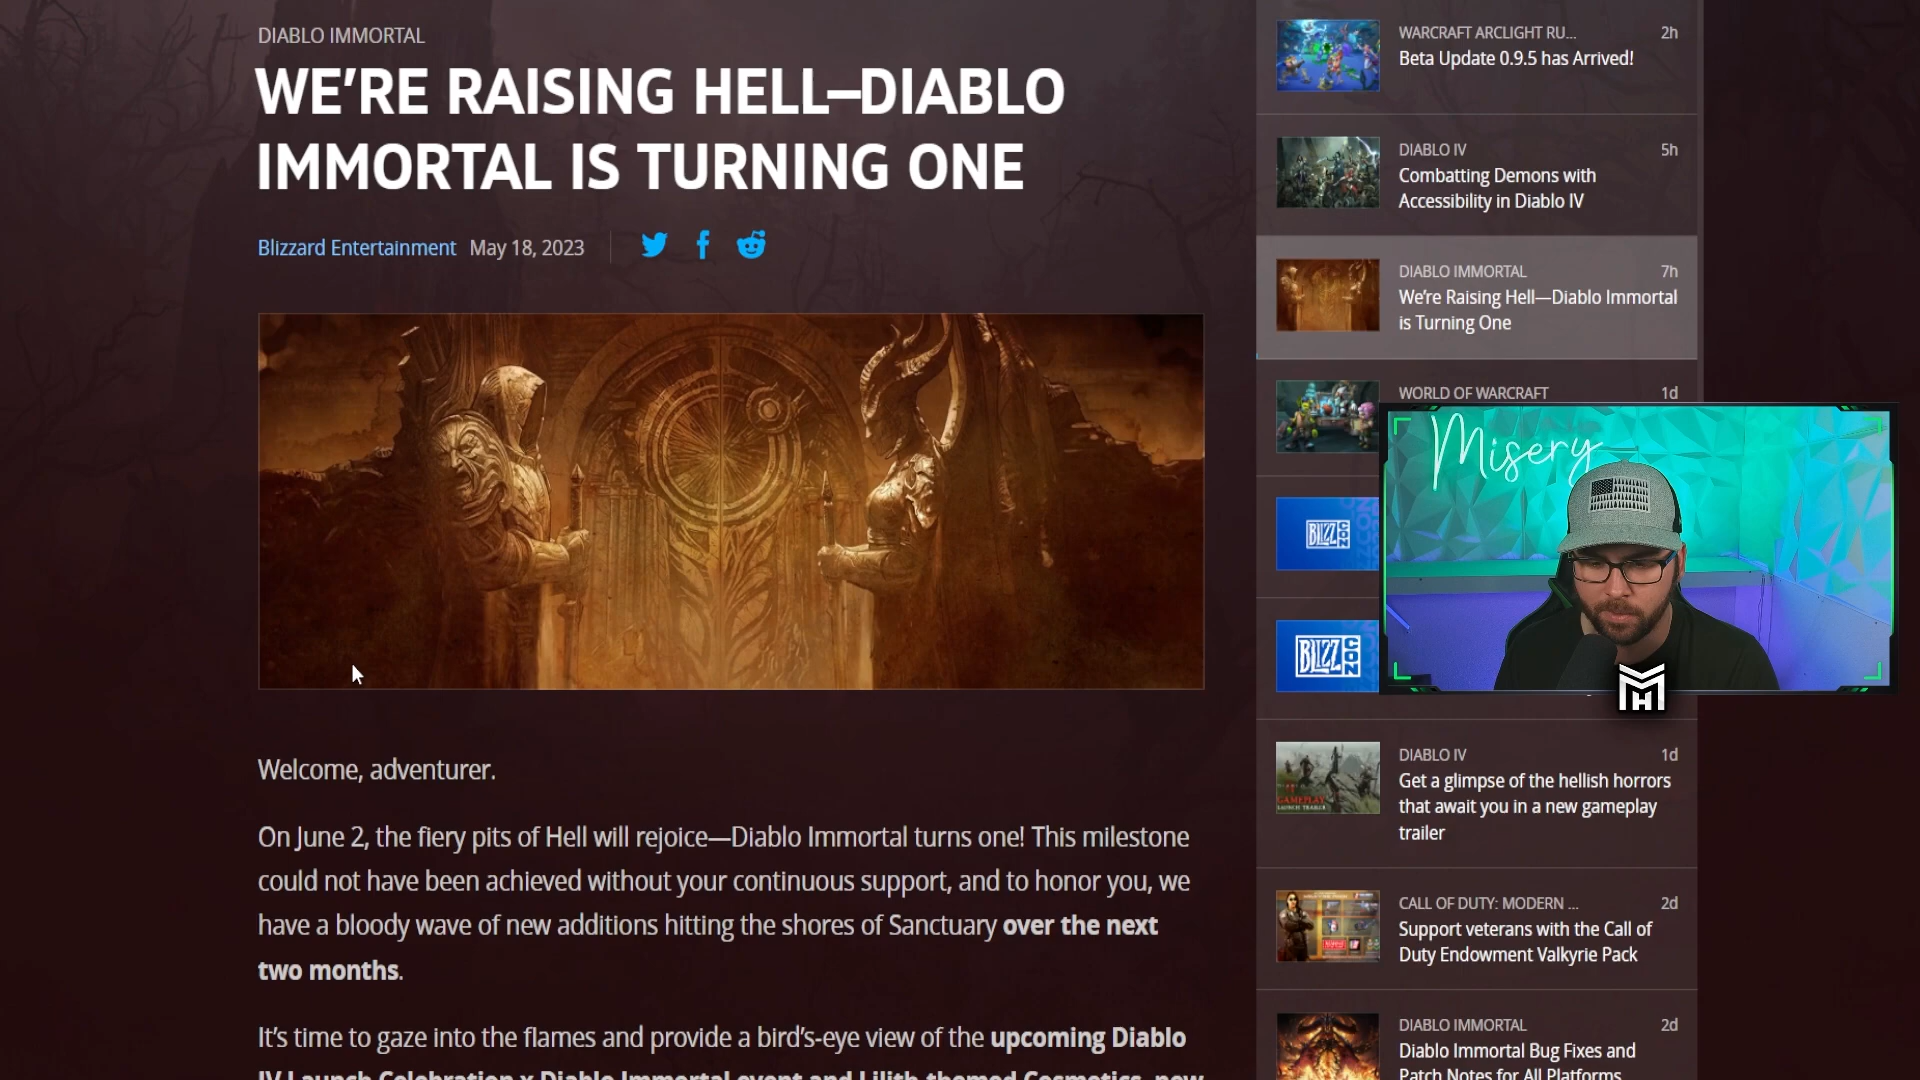 DIABLO IMMORTAL
WE'RE RAISING HELL—DIABLO
IMMORTAL IS TURNING ONE
Blizzard Entertainment May 18, 2023
Welcome, adventurer.
On June 2, the fiery pits of Hell will rejoice—Diablo Immortal turns one! This milestone
could not have been achieved without your continuous support, and to honor you, we
have a bloody wave of new additions hitting the shores of Sanctuary over the next
two months.
It's time to gaze into the flames and provide a bird's-eye view of the upcoming Diablo
IV Launch Celebration x Diablo Immortal event and Lilith-themed Cosmetics, new
WARCRAFT ARCLIGHT RU... 2h
Beta Update 0.9.5 has Arrived!
DIABLO IV 5h
Combatting Demons with
Accessibility in Diablo IV
DIABLO IMMORTAL 7h
We're Raising Hell—Diablo Immortal
is Turning One
WORLD OF WARCRAFT 1d
Misery
BLIZZ
CON
BLIZZ
CON
MH
DIABLO IV 1d
Get a glimpse of the hellish horrors
that await you in a new gameplay
trailer
GAMEPLAY
LAUNCH TRAILER
CALL OF DUTY: MODERN ... 2d
Support veterans with the Call of
Duty Endowment Valkyrie Pack
DIABLO IMMORTAL 2d
Diablo Immortal Bug Fixes and
Patch Notes for All Platforms